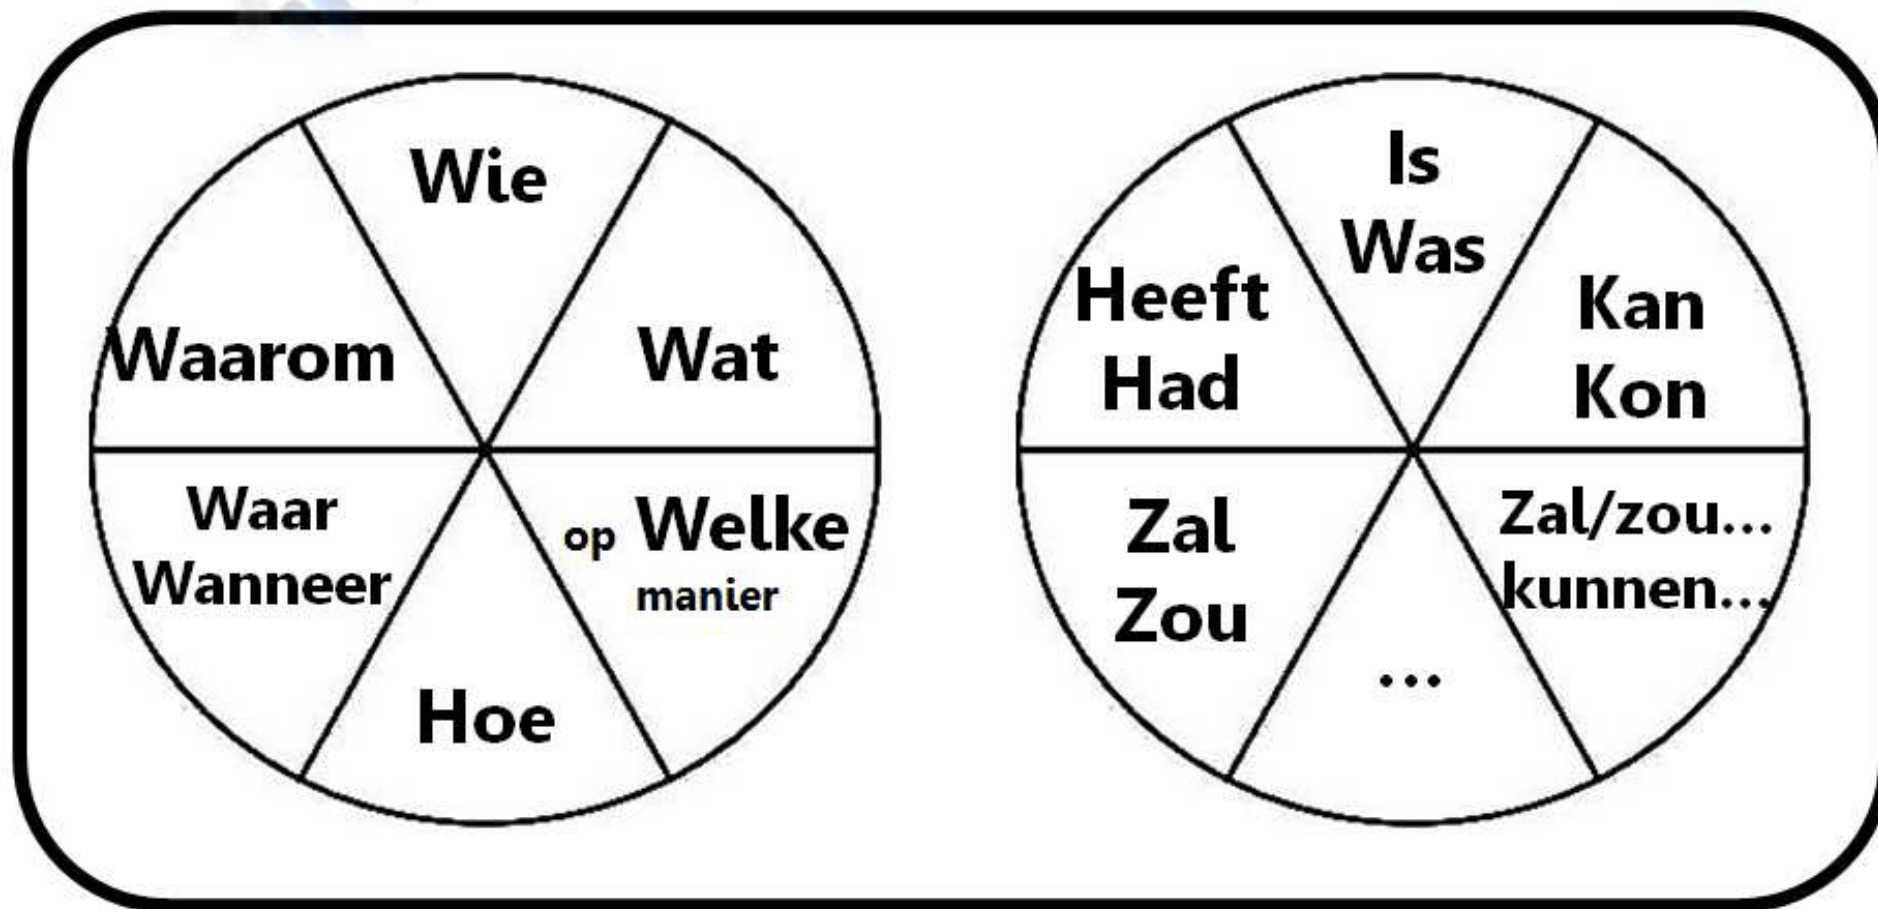 Wie
Wat
op Welke
manier
Hoe
Waar
Wanneer
Waarom
Is
Was
Kan
Kon
Zal/zou...
kunnen...
...
Zal
Zou
Heeft
Had